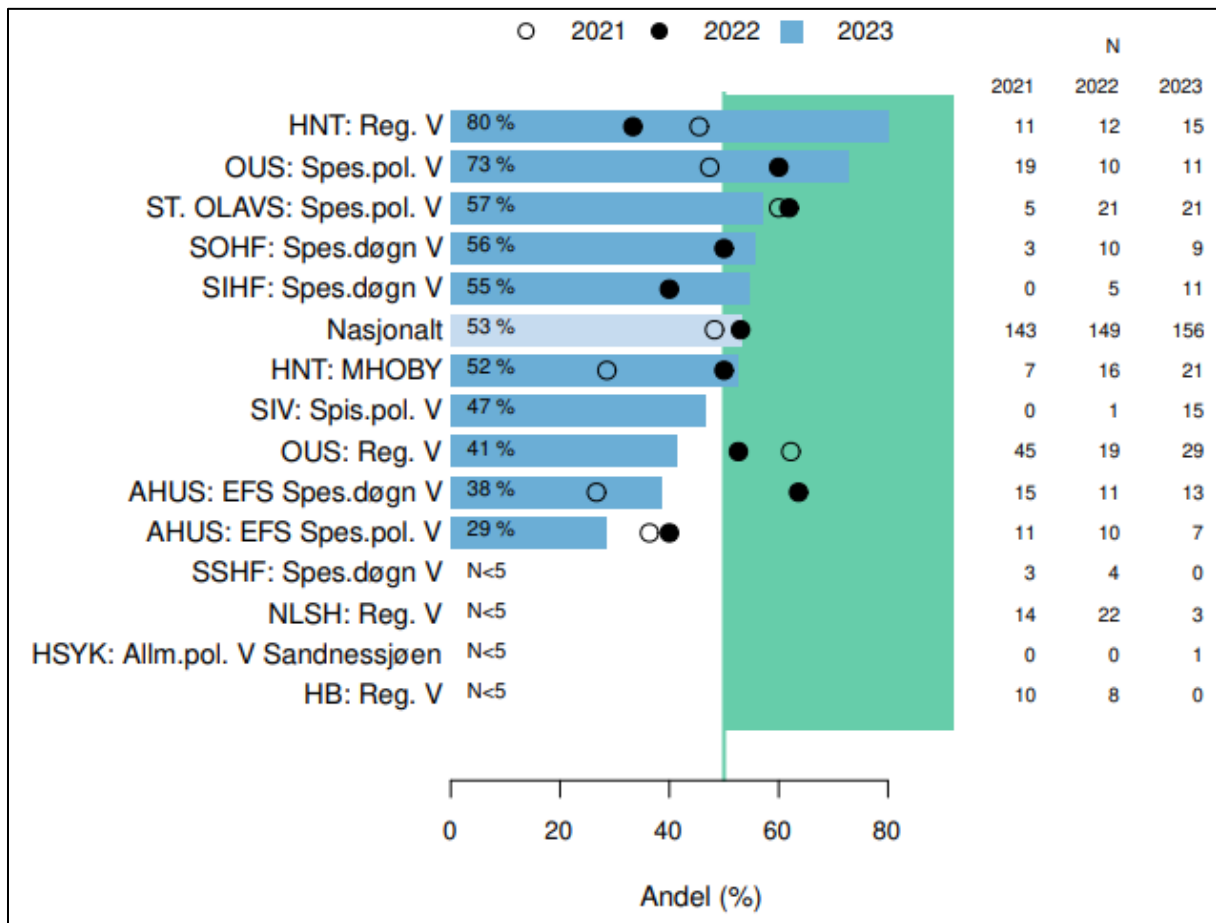 2021 2022 2023
N
2021 2022 2023
HNT: Reg. V 80 % 11 12 15
OUS: Spes.pol. V 73 % 19 10 11
ST. OLAVS: Spes.pol. V 57 % 5 21 21
SOHF: Spes.døgn V 56 % 3 10 9
SIHF: Spes.døgn V 55 % 0 5 11
Nasjonalt 53 % 143 149 156
HNT: MHOBY 52 % 7 16 21
SIV: Spis.pol. V 47 % 0 1 15
OUS: Reg. V 41 % 45 19 29
AHUS: EFS Spes.døgn V 38 % 15 11 13
AHUS: EFS Spes.pol. V 29 % 11 10 7
SSHF: Spes.døgn V N<5 3 4 0
NLSH: Reg. V N<5 14 22 3
HSYK: Allm.pol. V Sandnessjøen N<5 0 0 1
HB: Reg. V N<5 10 8 0
0 20 40 60 80
Andel (%)